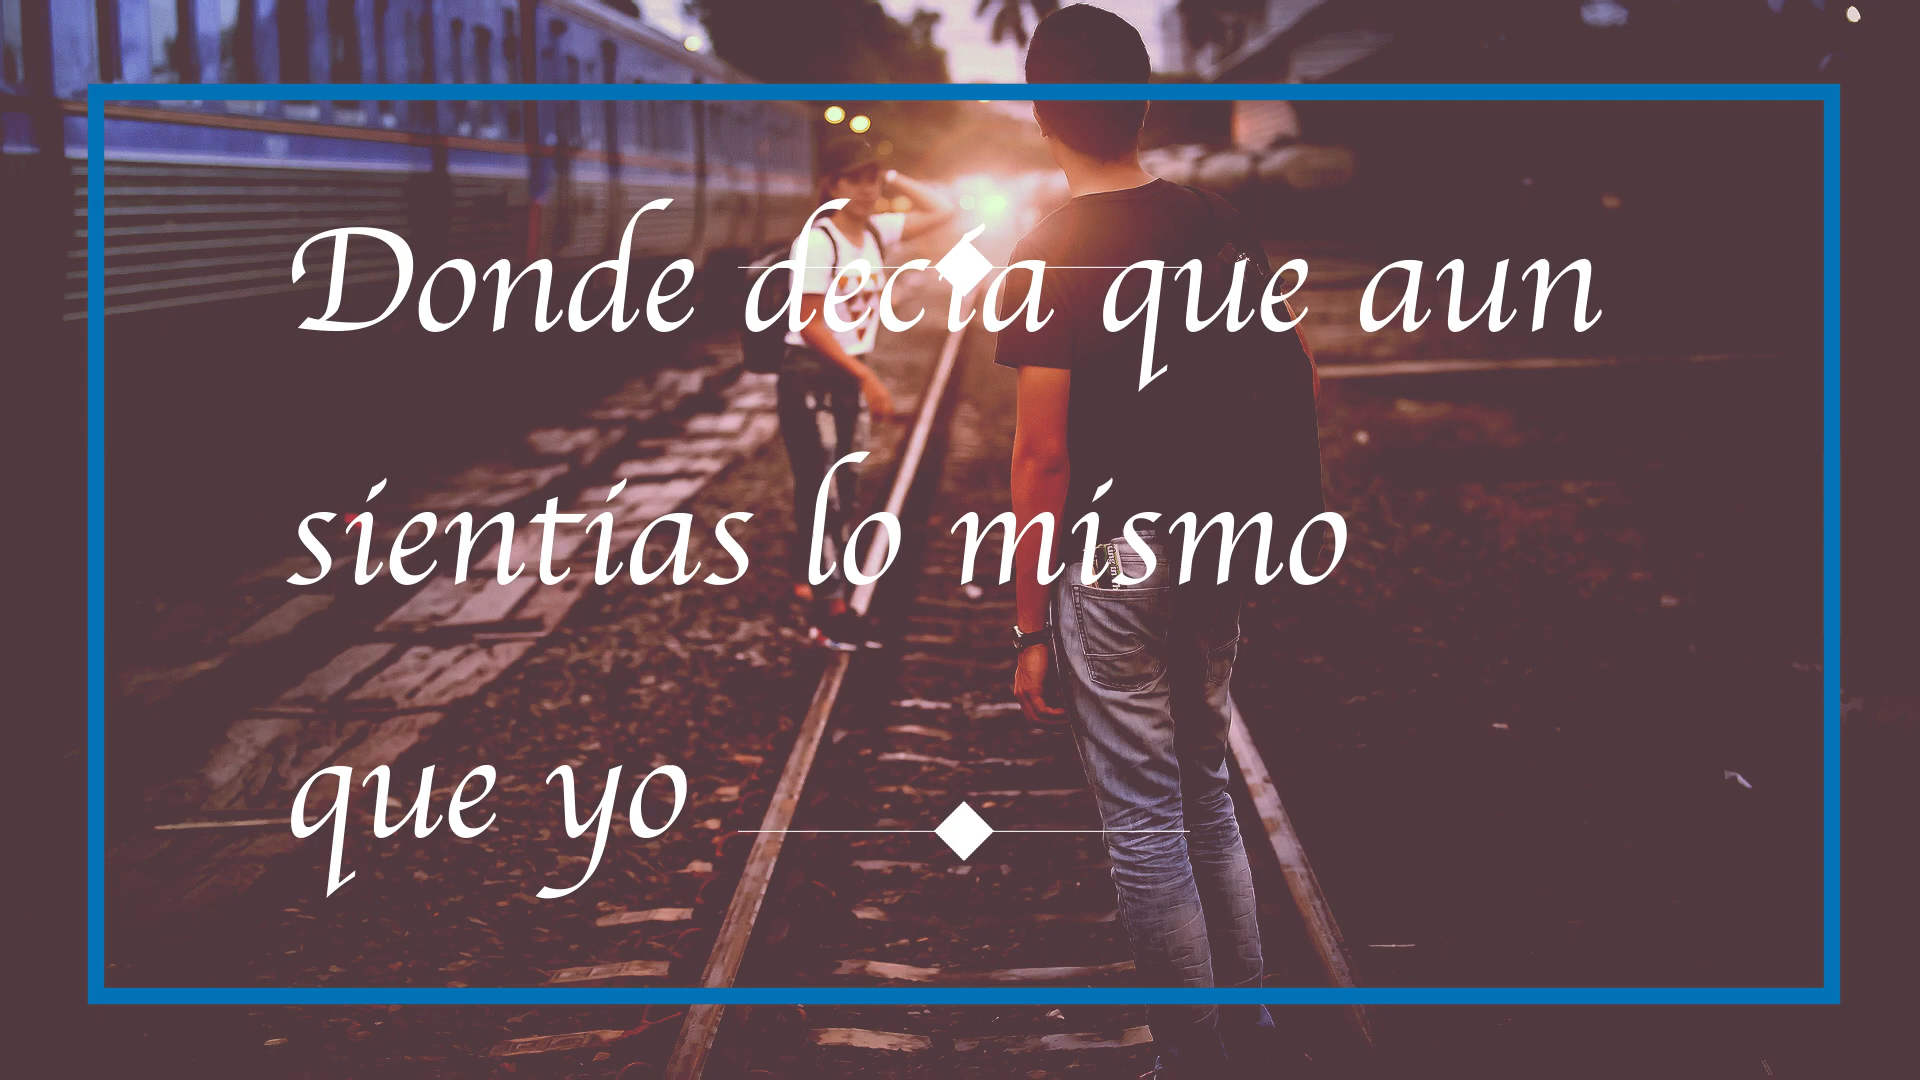 Donde decía que aun
sientias lo mismo
que yo